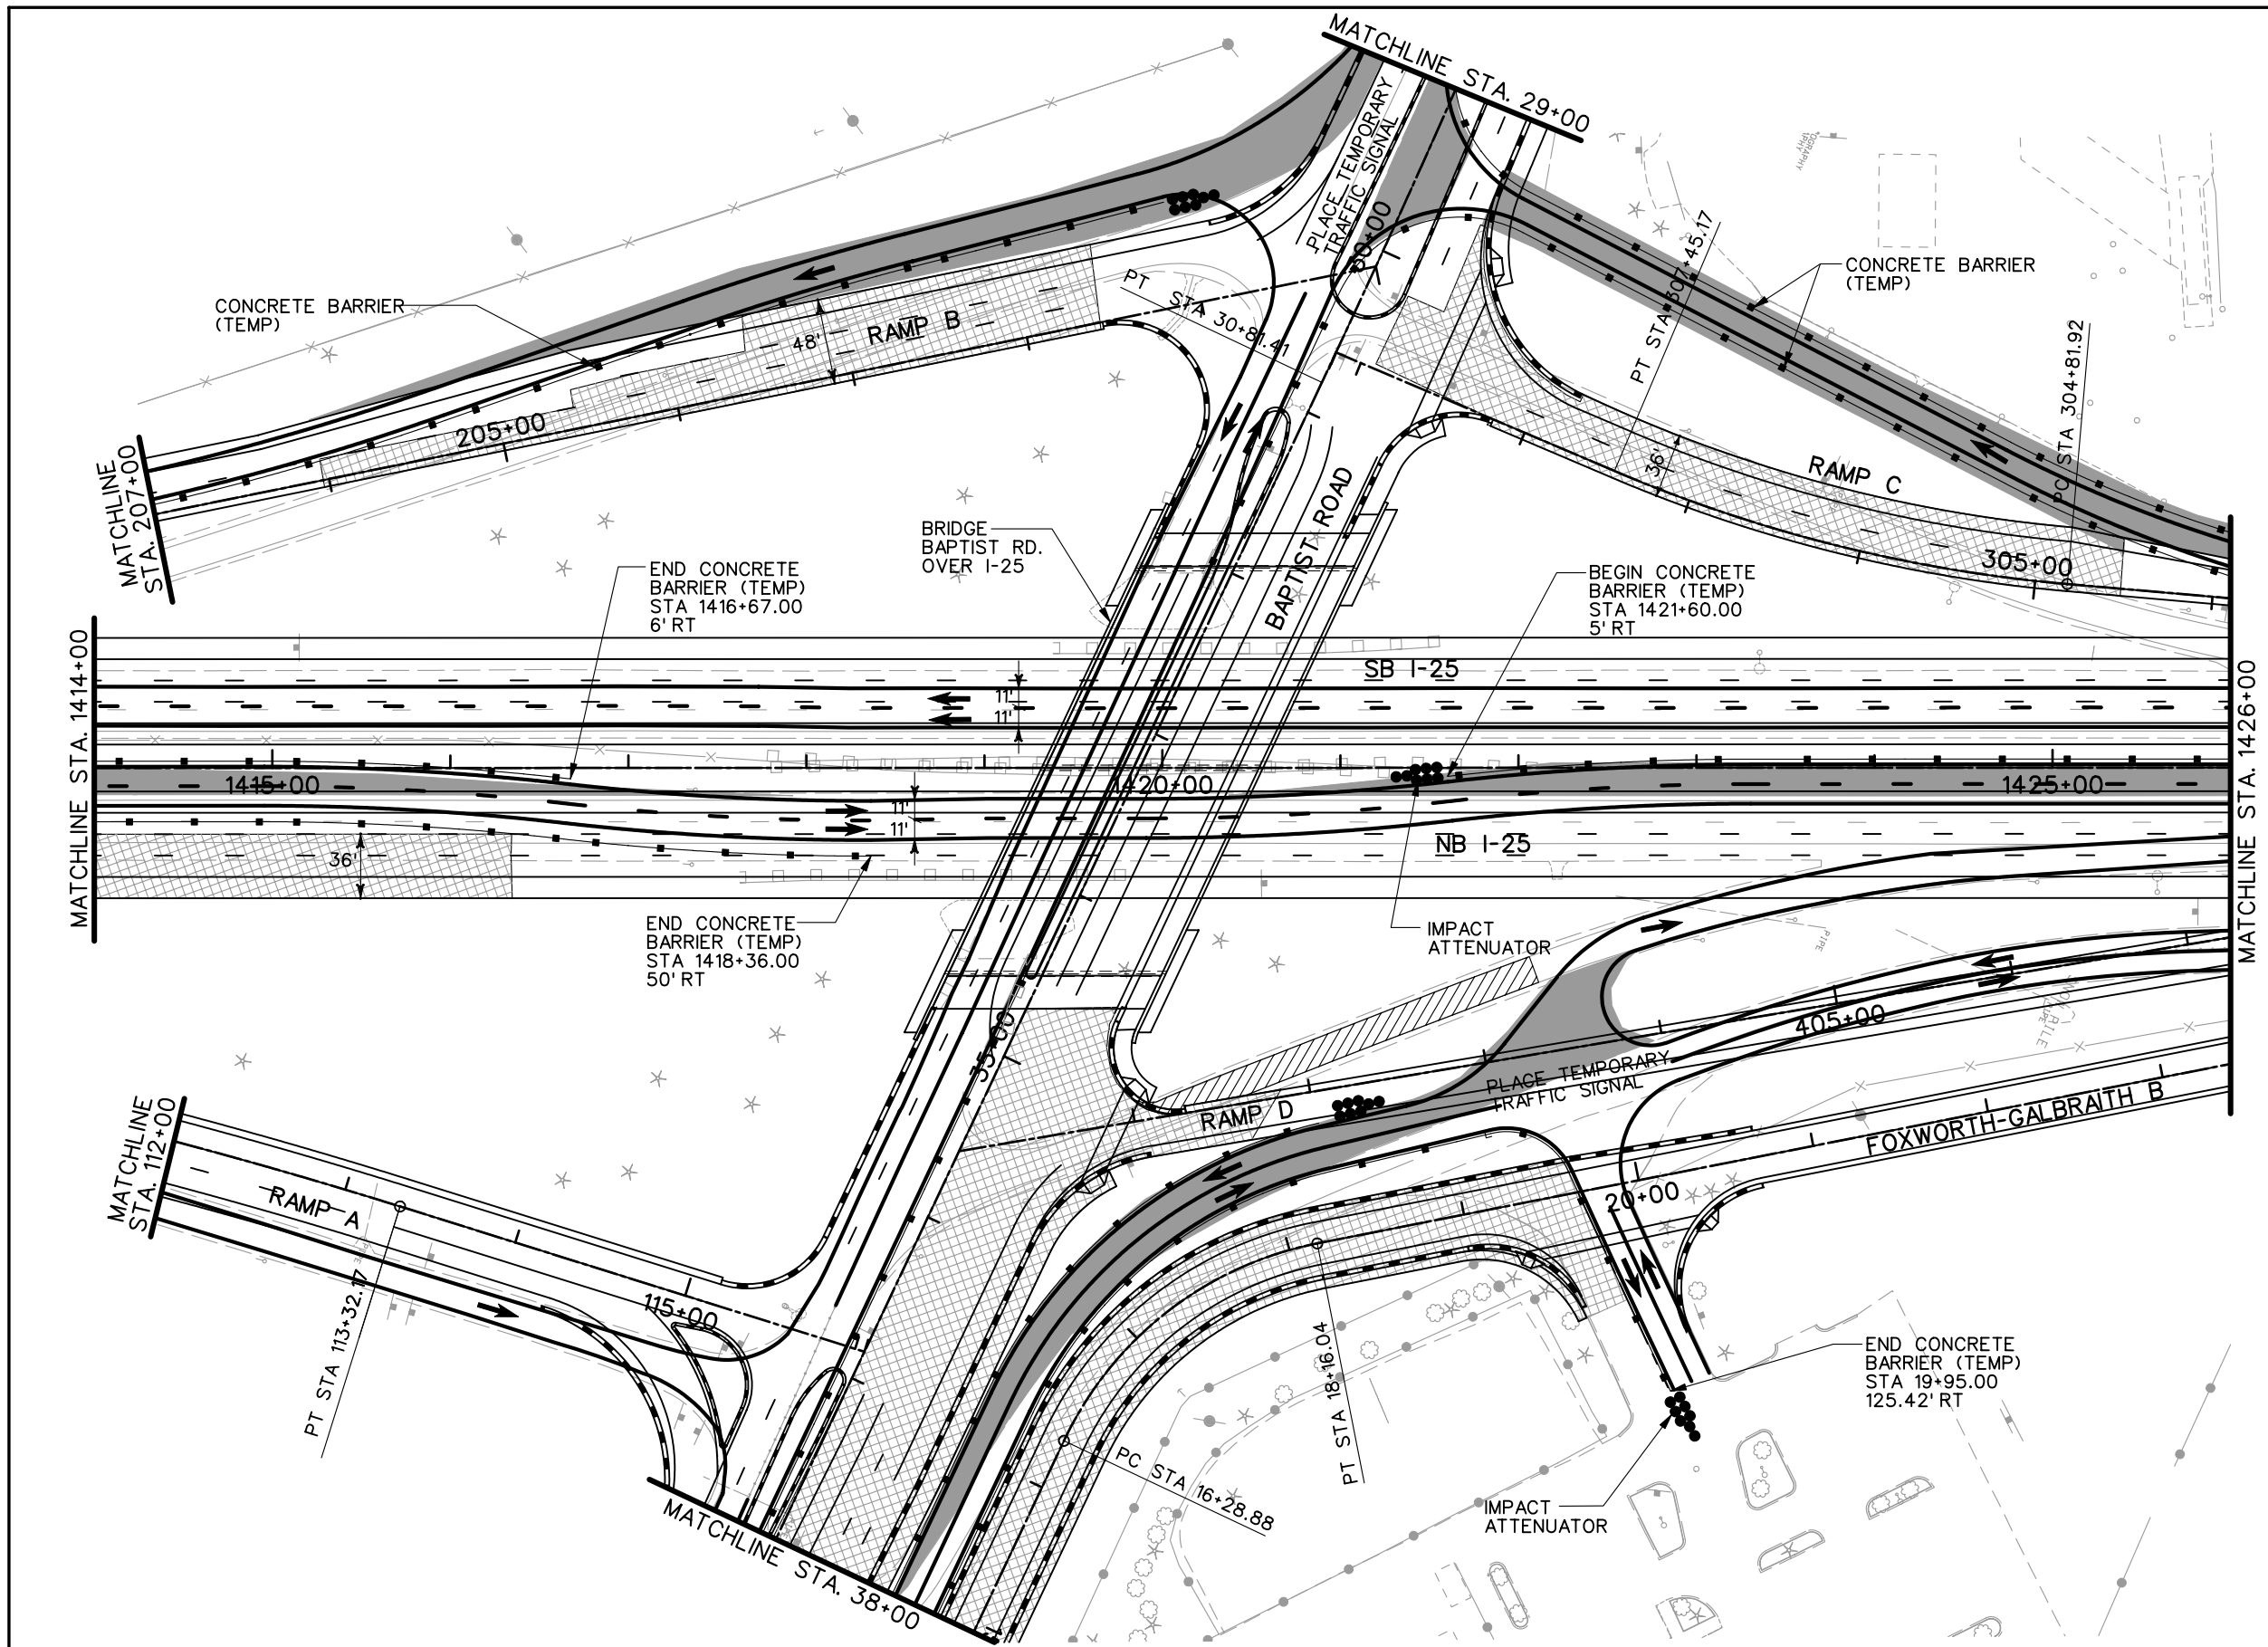 MATCHLINE STA. 29+00
PLACE TEMPORARY
TRAFFIC SIGNAL
30+00
CONCRETE BARRIER
(TEMP)
CONCRETE BARRIER
(TEMP)
RAMP B
48'
PT STA 30+81.41
PT STA 307+45.17
PC STA 304+81.92
205+00
MATCHLINE
STA. 207+00
RAMP C
36'
305+00
BRIDGE
BAPTIST RD.
OVER I-25
BAPTIST ROAD
END CONCRETE
BARRIER (TEMP)
STA 1416+67.00
6' RT
BEGIN CONCRETE
BARRIER (TEMP)
STA 1421+60.00
5' RT
MATCHLINE STA. 1414+00
SB I-25
11'
11'
MATCHLINE STA. 1426+00
1415+00
1420+00
1425+00
11'
11'
NB I-25
36'
END CONCRETE
BARRIER (TEMP)
STA 1418+36.00
50' RT
IMPACT
ATTENUATOR
PIPE
35+00
405+00
PLACE TEMPORARY
TRAFFIC SIGNAL
RAMP D
FOXWORTH-GALBRAITH B
MATCHLINE
STA. 112+00
RAMP A
20+00
115+00
PT STA 113+32.17
PT STA 18+16.04
PC STA 16+28.88
END CONCRETE
BARRIER (TEMP)
STA 19+95.00
125.42' RT
IMPACT
ATTENUATOR
MATCHLINE STA. 38+00